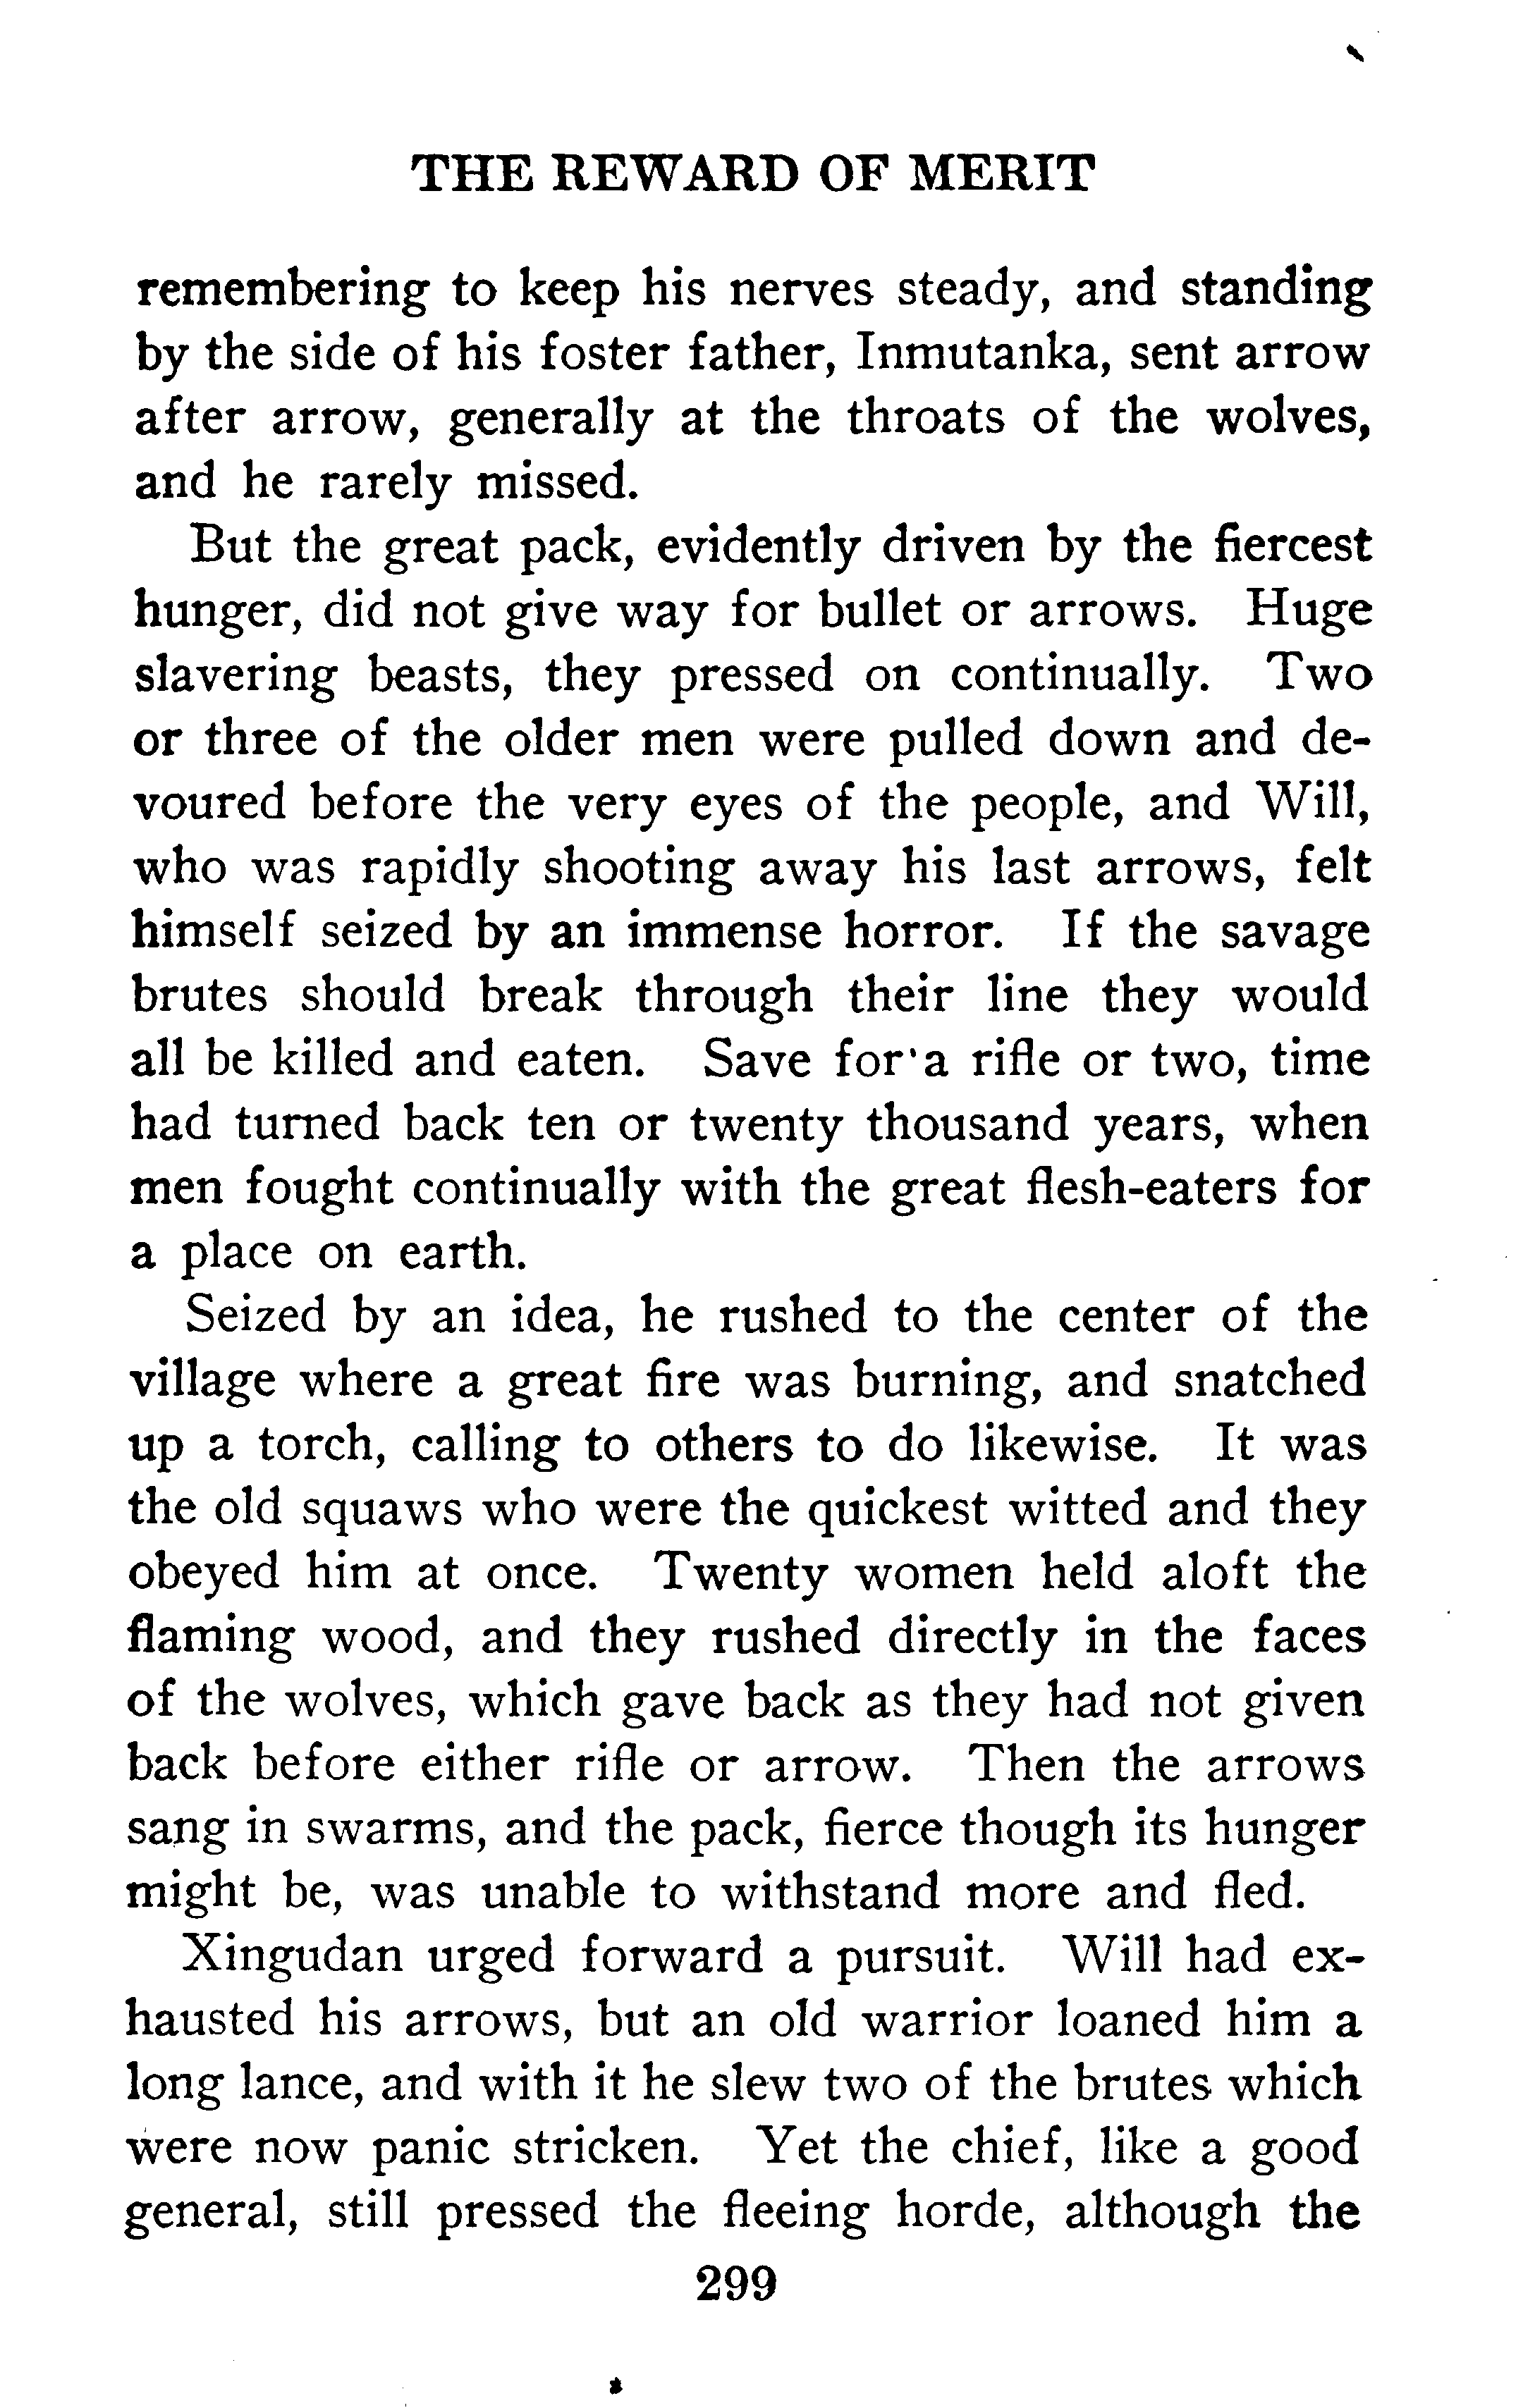 THE REWARD OF MERIT
remembering to keep his nerves steady, and standing
by the side of his foster father, Inmutanka, sent arrow
after arrow, generally at the throats of the wolves,
and he rarely missed.
But the great pack, evidently driven by the fiercest
hunger, did not give way for bullet or arrows. Huge
slavering beasts, they pressed on continually. Two
or three of the older men were pulled down and de-
voured before the very eyes of the people, and Will,
who was rapidly shooting away his last arrows, felt
himself seized by an immense horror. If the savage
brutes should break through their line they would
all be killed and eaten. Save for a rifle or two, time
had turned back ten or twenty thousand years, when
men fought continually with the great flesh-eaters for
a place on earth.
Seized by an idea, he rushed to the center of the
village where a great fire was burning, and snatched
up a torch, calling to others to do likewise. It was
the old squaws who were the quickest witted and they
obeyed him at once. Twenty women held aloft the
flaming wood, and they rushed directly in the faces
of the wolves, which gave back as they had not given
back before either rifle or arrow. Then the arrows
sang in swarms, and the pack, fierce though its hunger
might be, was unable to withstand more and fled.
Xingudan urged forward a pursuit. Will had ex-
hausted his arrows, but an old warrior loaned him a
long lance, and with it he slew two of the brutes which
were now panic stricken. Yet the chief, like a good
general, still pressed the fleeing horde, although the
299